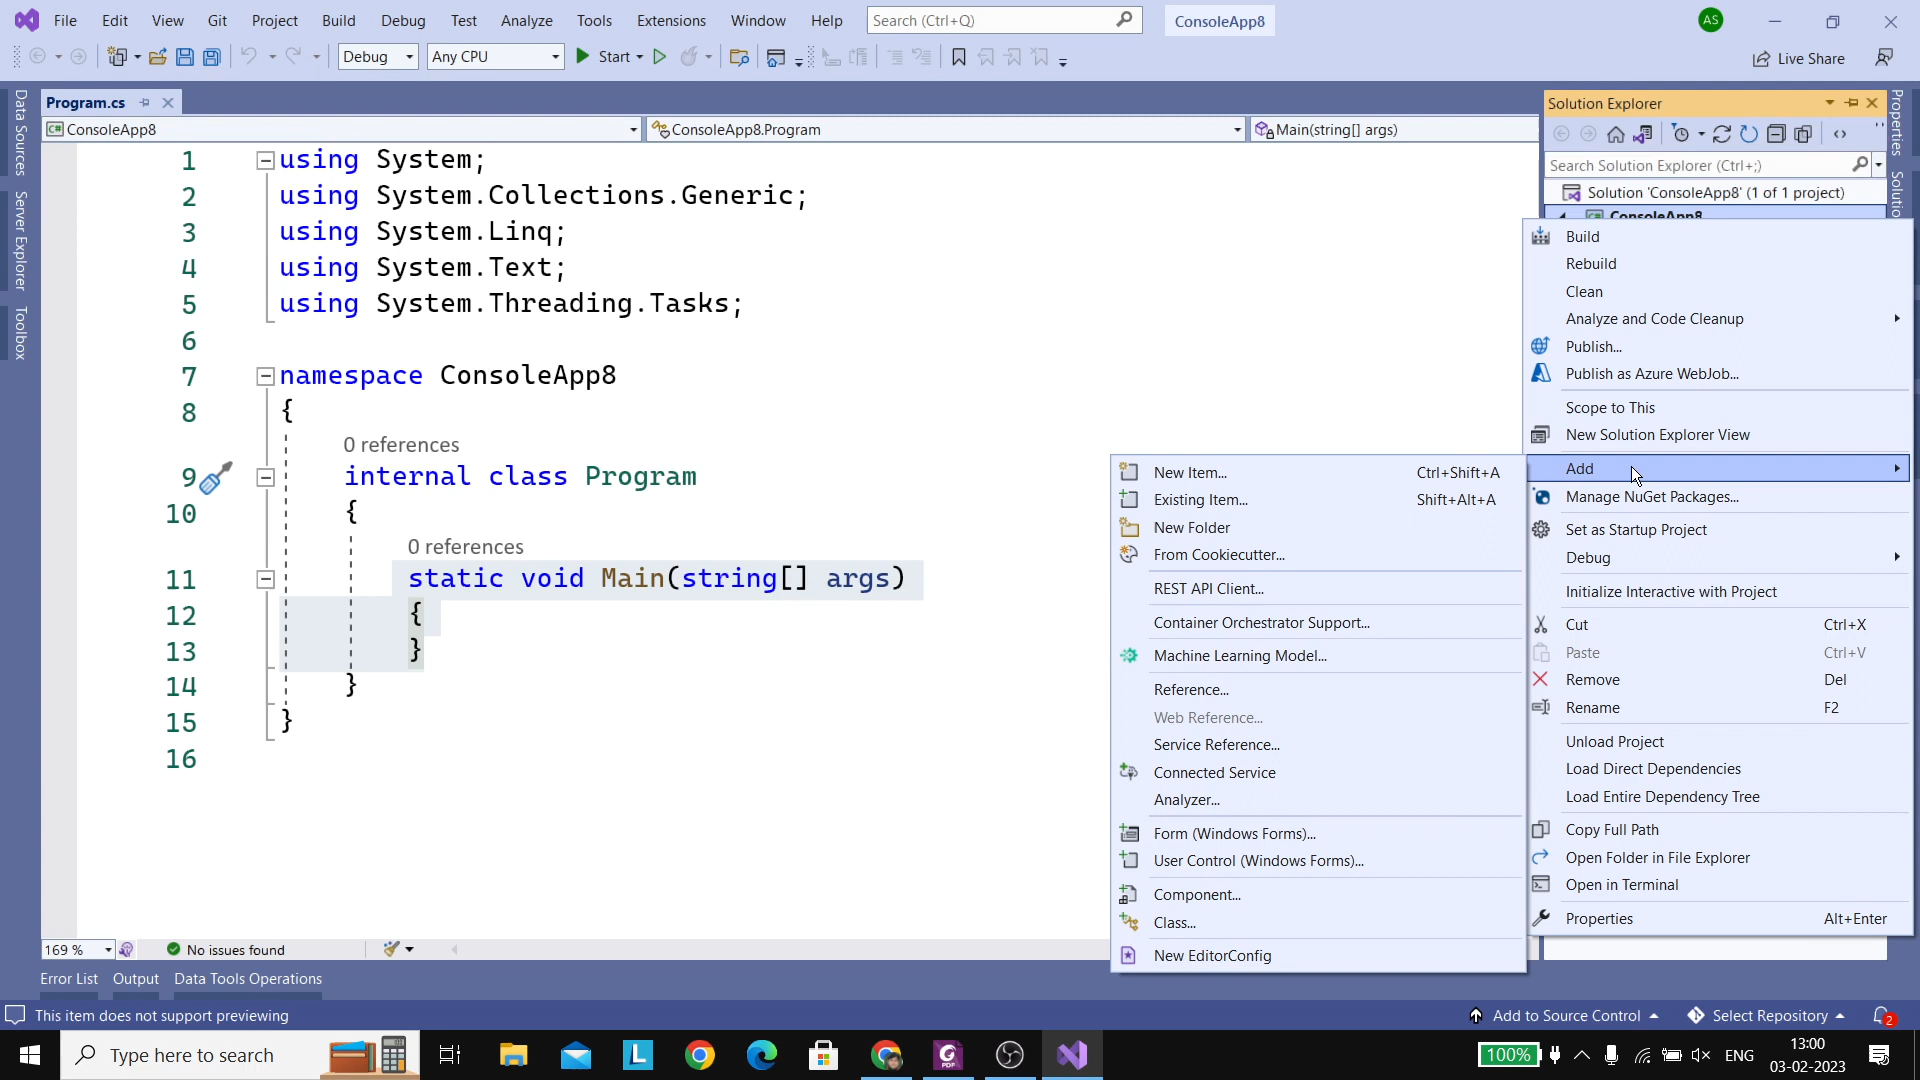 File Edit View Git Project Build Debug Test Analyze Tools Extensions Window Help Search (Ctrl+Q) ConsoleApp8 AS
Debug Any CPU Start Live Share
Program.cs
ConsoleApp8 ConsoleApp8.Program Main(string[] args)
Data Sources
Server Explorer
Toolbox
1 using System;
2 using System.Collections.Generic;
3 using System.Linq;
4 using System.Text;
5 using System.Threading.Tasks;
6
7 namespace ConsoleApp8
8 {
0 references
9 internal class Program
10 {
0 references
11 static void Main(string[] args)
12 {
13 }
14 }
15 }
16
Solution Explorer
Search Solution Explorer (Ctrl+;)
Solution 'ConsoleApp8' (1 of 1 project)
ConsoleApp8
Properties
Build
Rebuild
Clean
Analyze and Code Cleanup
Publish...
Publish as Azure WebJob...
Scope to This
New Solution Explorer View
Add
Manage NuGet Packages...
Set as Startup Project
Debug
Initialize Interactive with Project
Cut Ctrl+X
Paste Ctrl+V
Remove Del
Rename F2
Unload Project
Load Direct Dependencies
Load Entire Dependency Tree
Copy Full Path
Open Folder in File Explorer
Open in Terminal
Properties Alt+Enter
New Item... Ctrl+Shift+A
Existing Item... Shift+Alt+A
New Folder
From Cookiecutter...
REST API Client...
Container Orchestrator Support...
Machine Learning Model...
Reference...
Web Reference...
Service Reference...
Connected Service
Analyzer...
Form (Windows Forms)...
User Control (Windows Forms)...
Component...
Class...
New EditorConfig
169 % No issues found
Error List Output Data Tools Operations
This item does not support previewing Add to Source Control Select Repository 2
Type here to search 100% ENG 13:00
03-02-2023